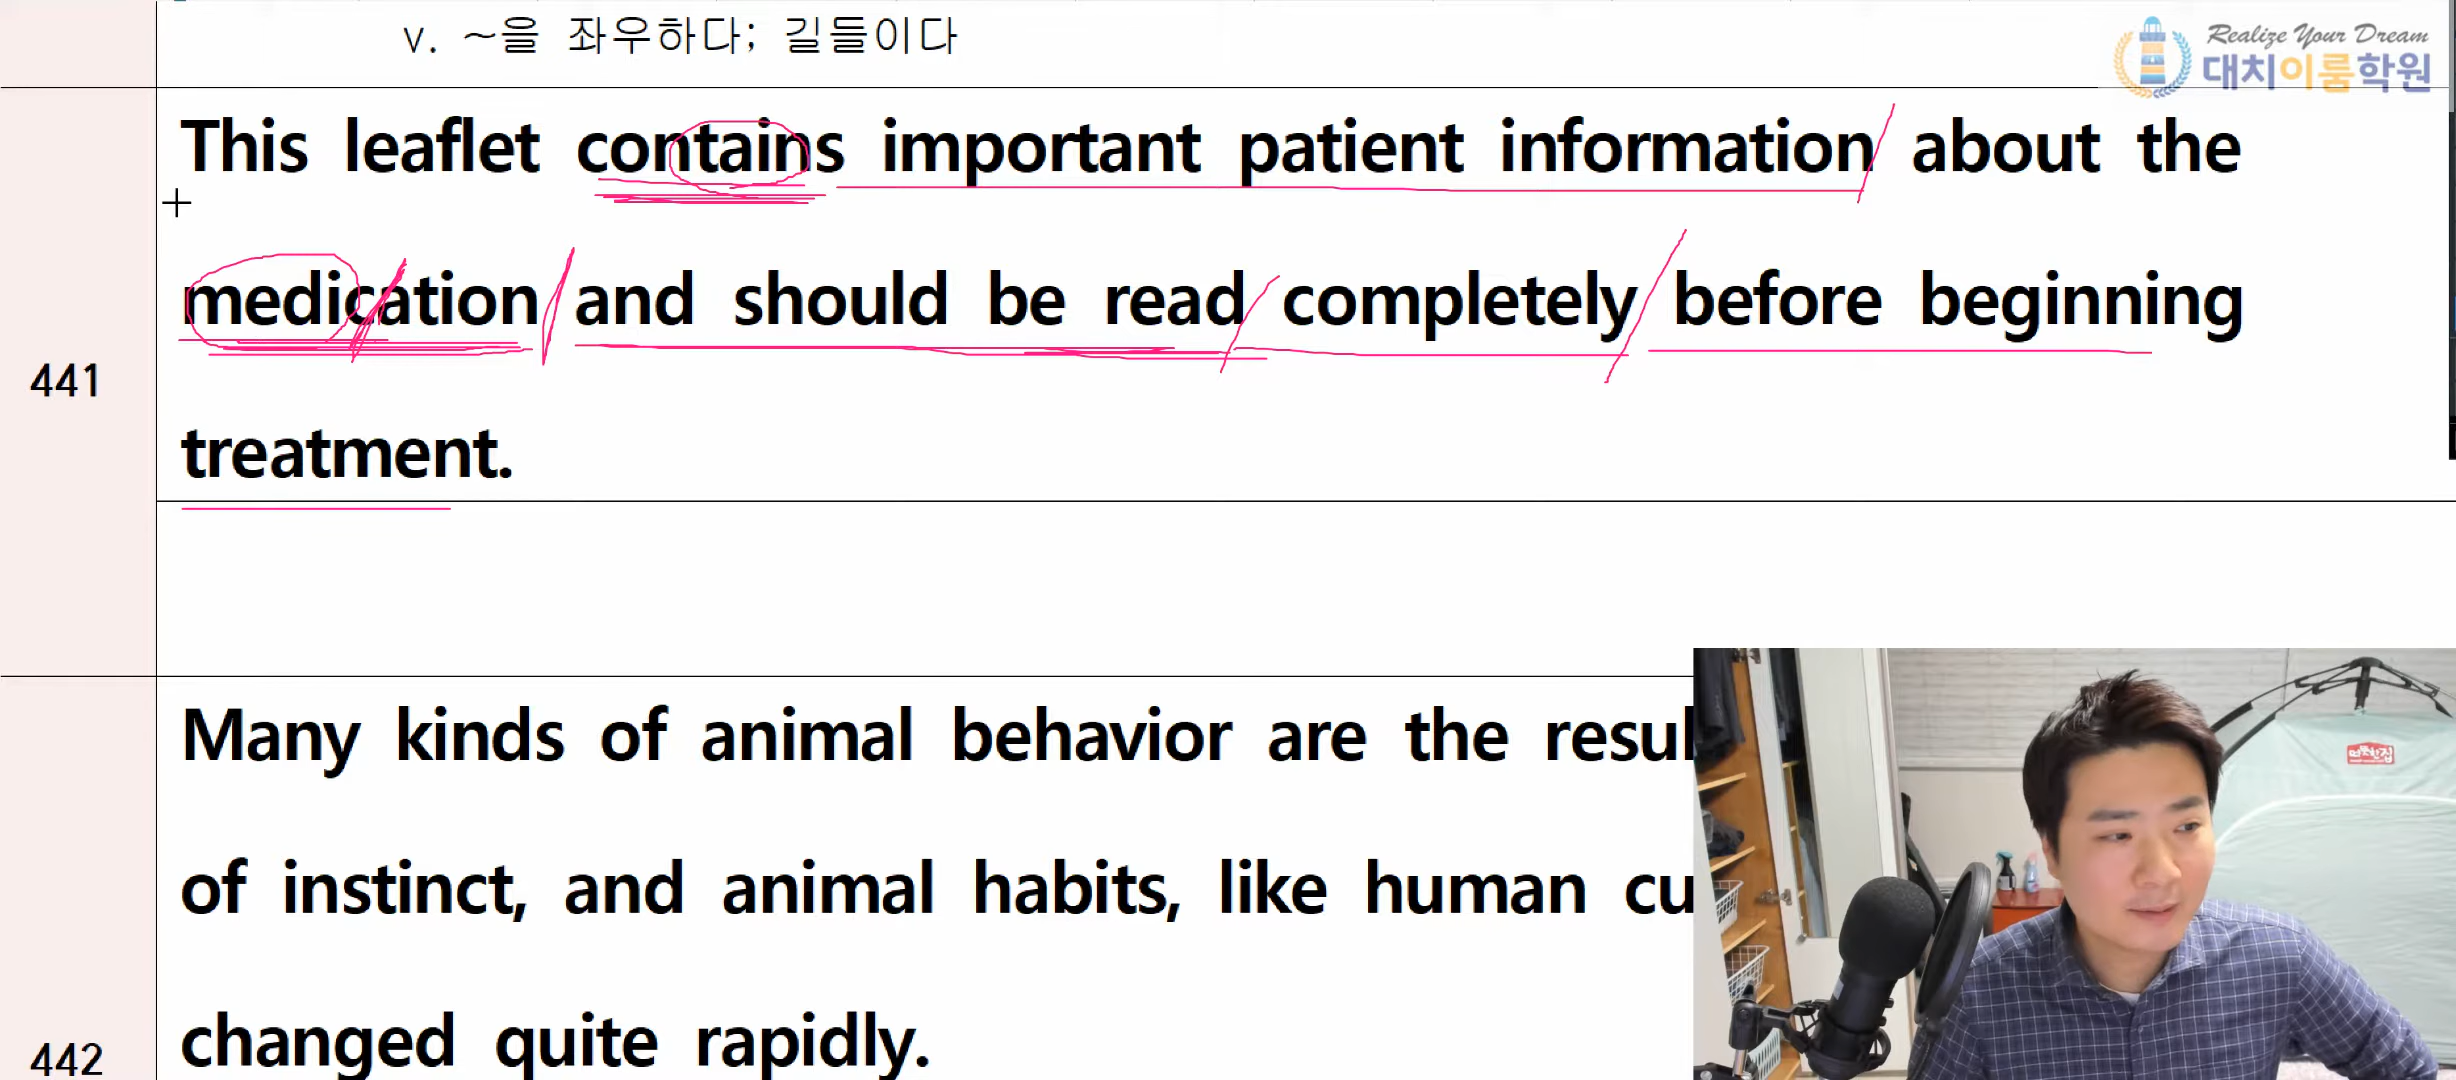 v. ~을 좌우하다; 길들이다
Realize Your Dream
대치이룸학원
This leaflet contains important patient information about the
medication and should be read completely before beginning
441
treatment.
Many kinds of animal behavior are the resul
of instinct, and animal habits, like human cu
changed quite rapidly.
442